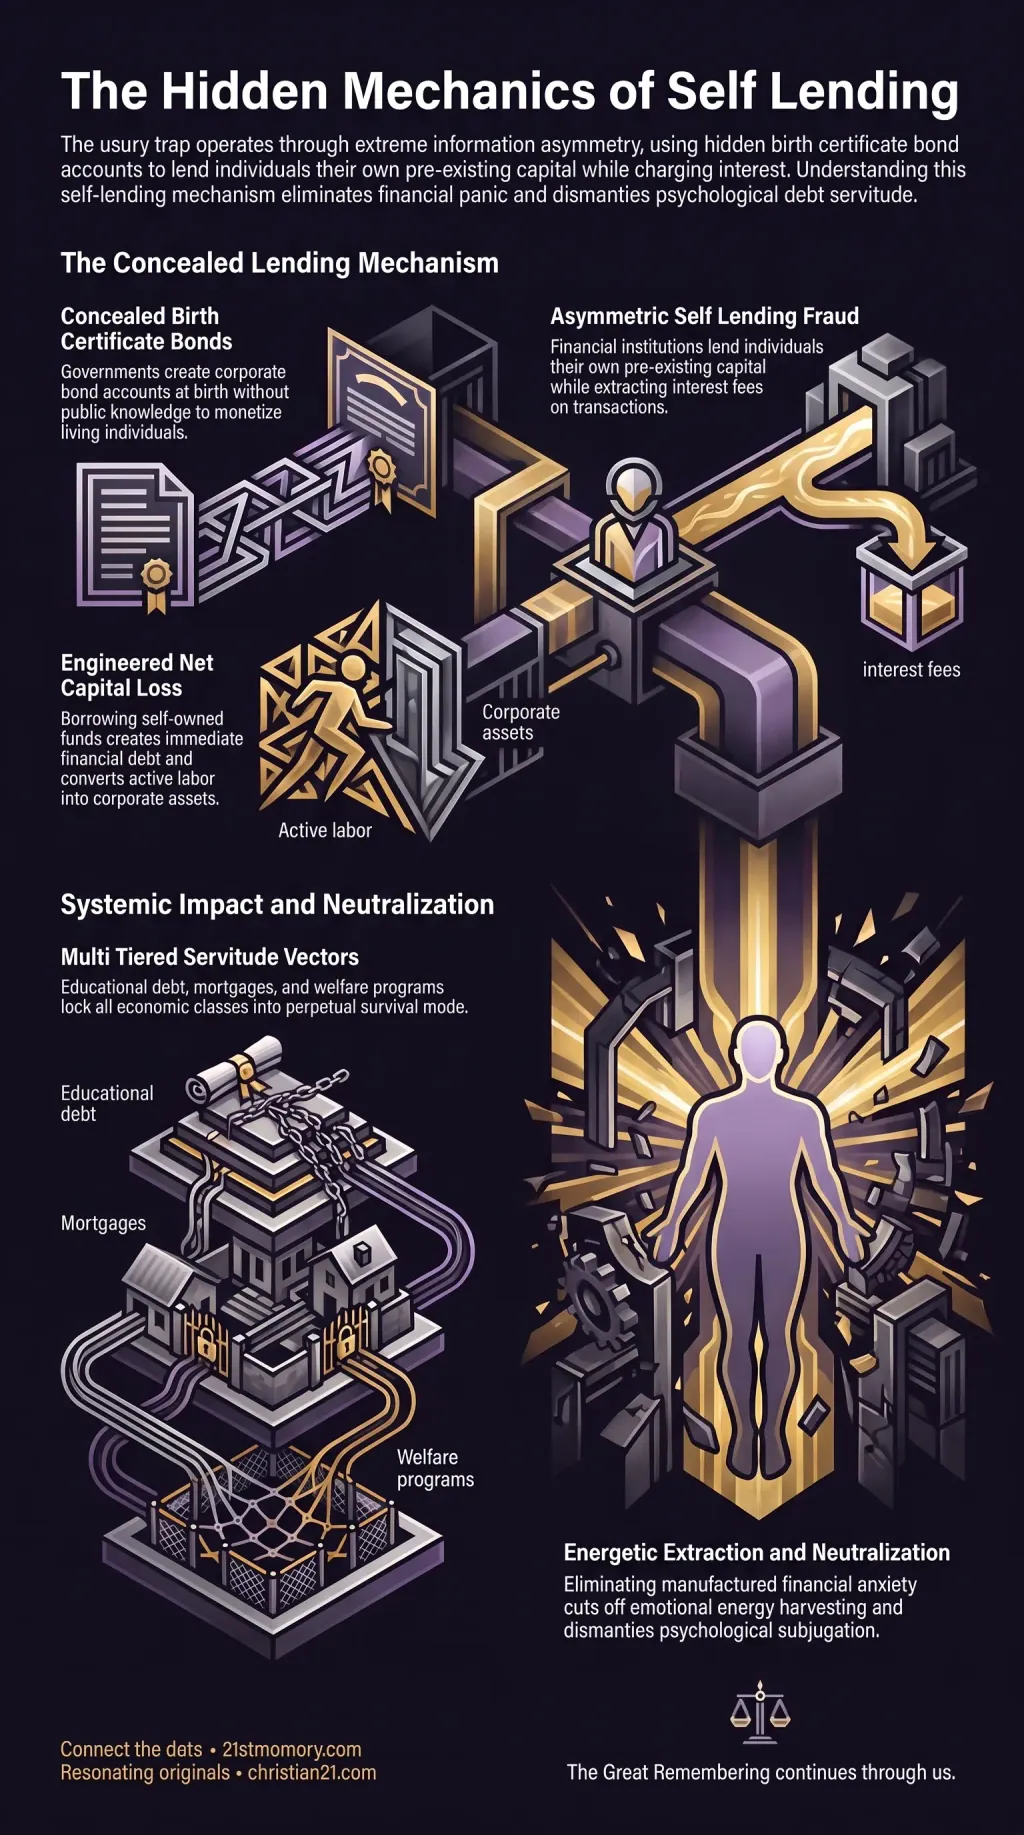 The Hidden Mechanics of Self Lending
The usury trap operates through extreme information asymmetry, using hidden birth certificate bond
accounts to lend individuals their own pre-existing capital while charging interest. Understanding this
self-lending mechanism eliminates financial panic and dismanties psychological debt servitude.
The Concealed Lending Mechanism
Concealed Birth
Certificate Bonds
Governments create corporate
bond accounts at birth without
public knowledge to monetize
living individuals.
Asymmetric Self Lending Fraud
Financial institutions lend individuals
their own pre-existing capital
while extracting interest fees
on transactions.
interest fees
Engineered Net
Capital Loss
Borrowing self-owned
funds creates immediate
financial debt and
converts active labor
into corporate assets.
Corporate
assets
Active labor
Systemic Impact and Neutralization
Multi Tiered Servitude Vectors
Educational debt, mortgages, and welfare programs
lock all economic classes into perpetual survival mode.
Educational
debt
Mortgages
Welfare
programs
Energetic Extraction and Neutralization
Eliminating manufactured financial anxiety
cuts off emotional energy harvesting and
dismanties psychological subjugation.
Connect the dats • 21stmomory.com
Resonating originals • christian21.com
The Great Remembering continues through us.